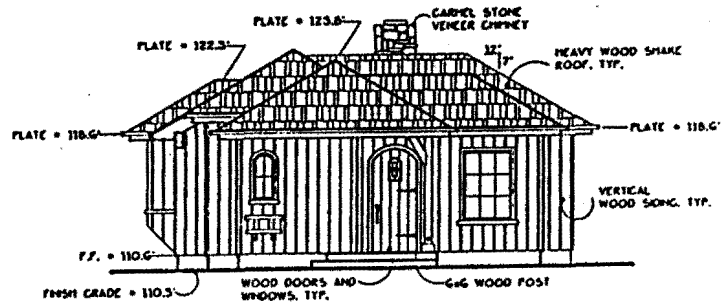 CARMEL STONE
VENEER CHIMNEY
PLATE = 123.8'
PLATE = 122.3'
12"
7"
HEAVY WOOD SHAKE
ROOF, TYP.
PLATE = 118.6'
PLATE = 118.6'
VERTICAL
WOOD SIDING, TYP.
F.F. = 110.6'
WOOD DOORS AND
WINDOWS, TYP.
6x6 WOOD POST
FINISH GRADE = 110.3'